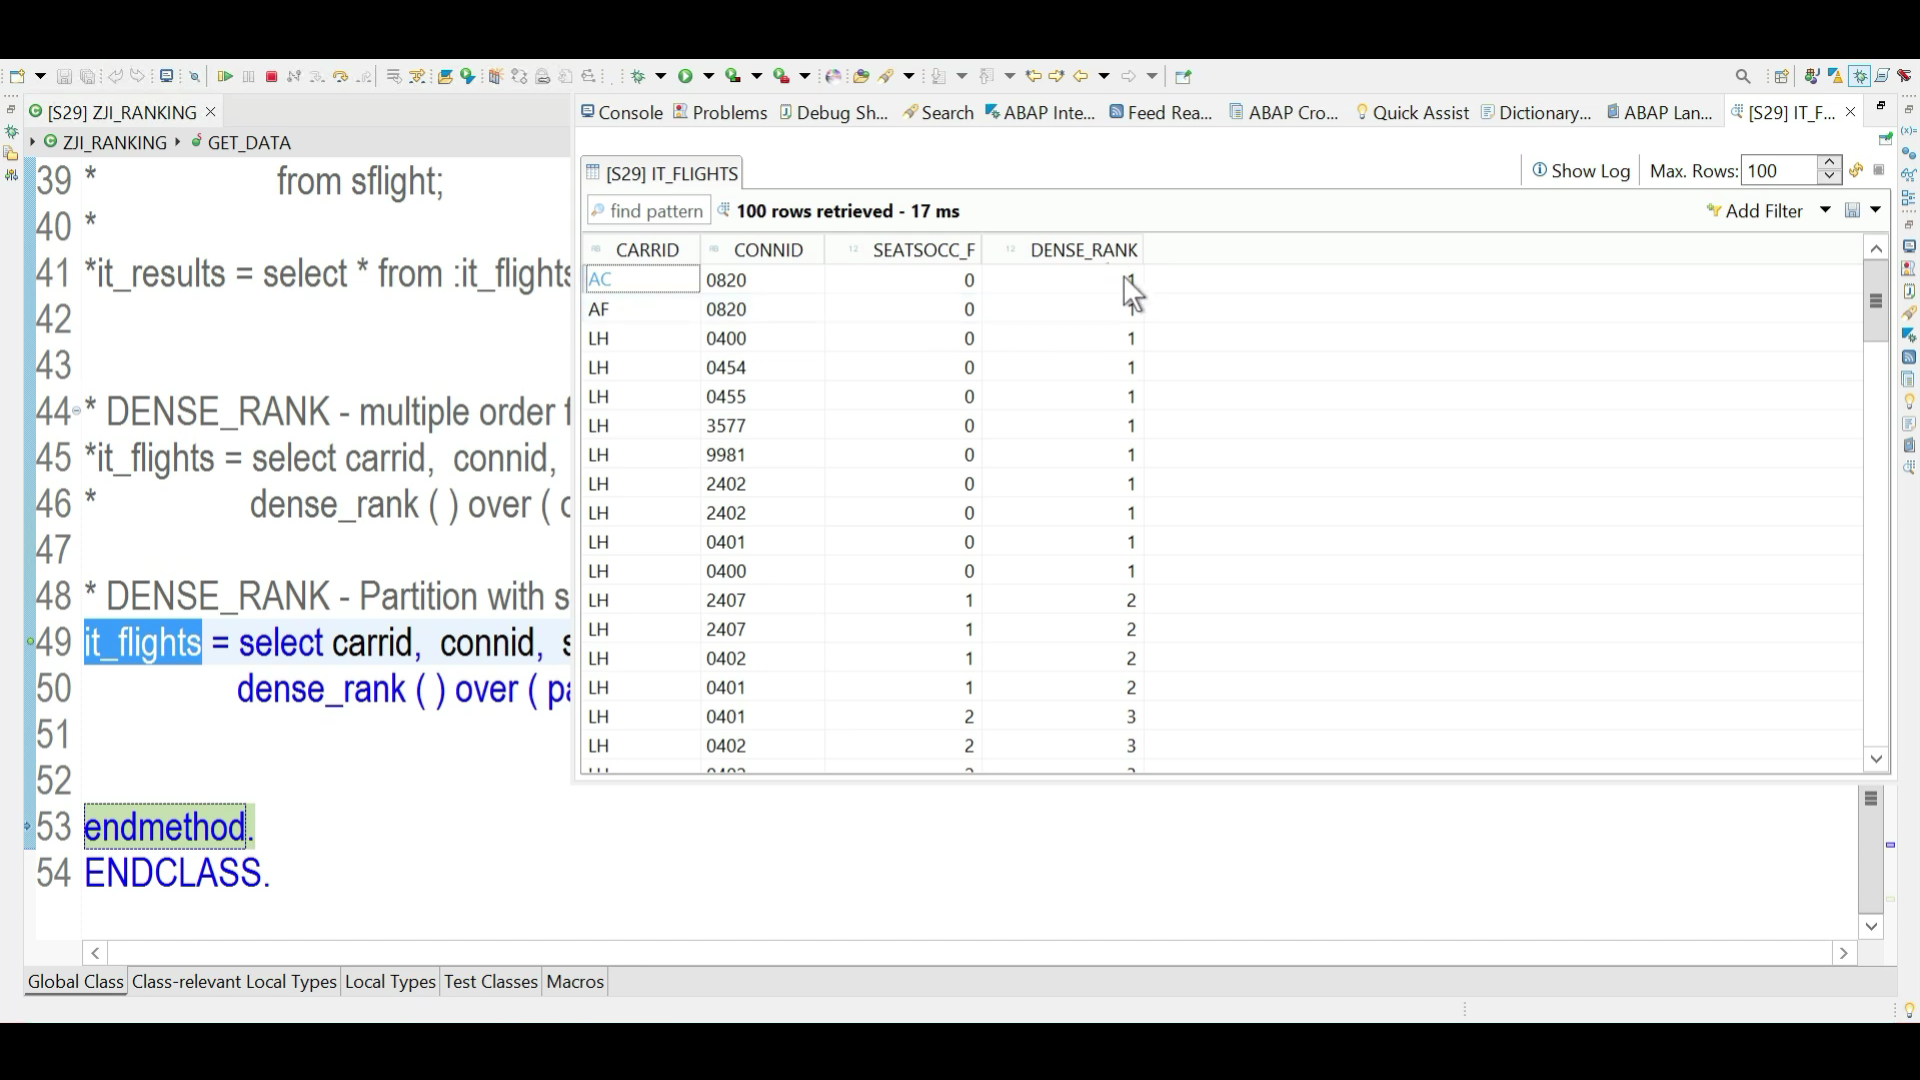 [S29] ZJI_RANKING
ZJI_RANKING
GET_DATA
39 * from sflight;
40 *
41 *it_results = select * from :it_flights
42
43
44 * DENSE_RANK - multiple order f
45 *it_flights = select carrid, connid,
46 * dense_rank ( ) over ( o
47
48 * DENSE_RANK - Partition with s
49 it_flights = select carrid, connid, s
50 dense_rank ( ) over ( pa
51
52
53 endmethod.
54 ENDCLASS.
Global Class Class-relevant Local Types Local Types Test Classes Macros
Console Problems Debug Sh... Search ABAP Inte... Feed Rea... ABAP Cro... Quick Assist Dictionary... ABAP Lan... [S29] IT_F...
[S29] IT_FLIGHTS
Show Log Max. Rows: 100
find pattern 100 rows retrieved - 17 ms Add Filter
CARRID CONNID SEATSOCC_F DENSE_RANK
AC 0820 0 1
AF 0820 0 1
LH 0400 0 1
LH 0454 0 1
LH 0455 0 1
LH 3577 0 1
LH 9981 0 1
LH 2402 0 1
LH 2402 0 1
LH 0401 0 1
LH 0400 0 1
LH 2407 1 2
LH 2407 1 2
LH 0402 1 2
LH 0401 1 2
LH 0401 2 3
LH 0402 2 3